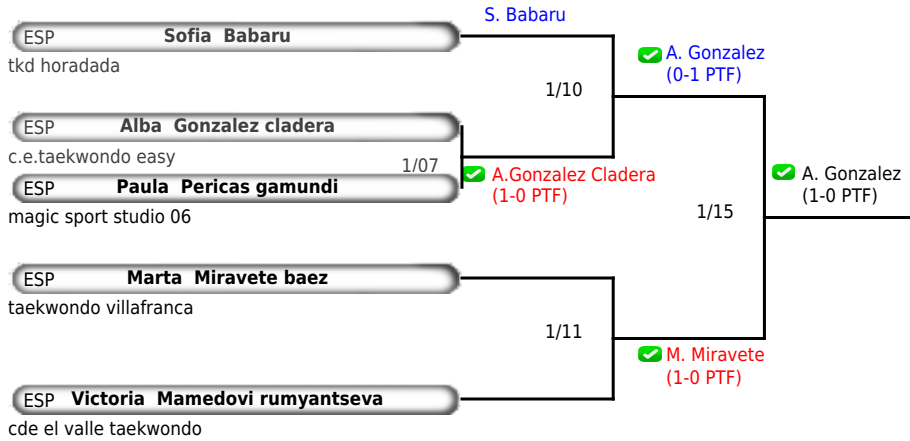 S. Babaru
ESP Sofia Babaru
tkd horadada
A. Gonzalez
(0-1 PTF)
1/10
ESP Alba Gonzalez cladera
c.e.taekwondo easy
1/07
A.Gonzalez Cladera
(1-0 PTF)
A. Gonzalez
(1-0 PTF)
ESP Paula Pericas gamundi
magic sport studio 06
1/15
ESP Marta Miravete baez
taekwondo villafranca
1/11
M. Miravete
(1-0 PTF)
ESP Victoria Mamedovi rumyantseva
cde el valle taekwondo